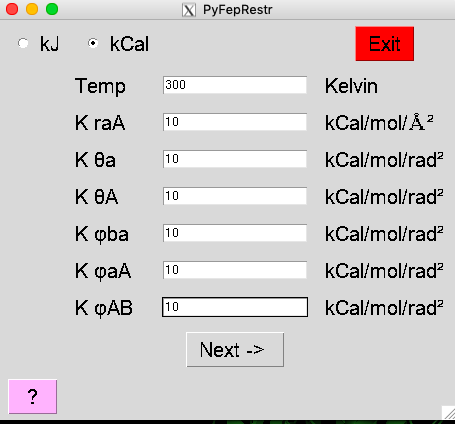 PyFepRestr
kJ kCal Exit
Temp 300 Kelvin
K raA 10 kCal/mol/Å²
K θa 10 kCal/mol/rad²
K θA 10 kCal/mol/rad²
K φba 10 kCal/mol/rad²
K φaA 10 kCal/mol/rad²
K φAB 10 kCal/mol/rad²
Next ->
?